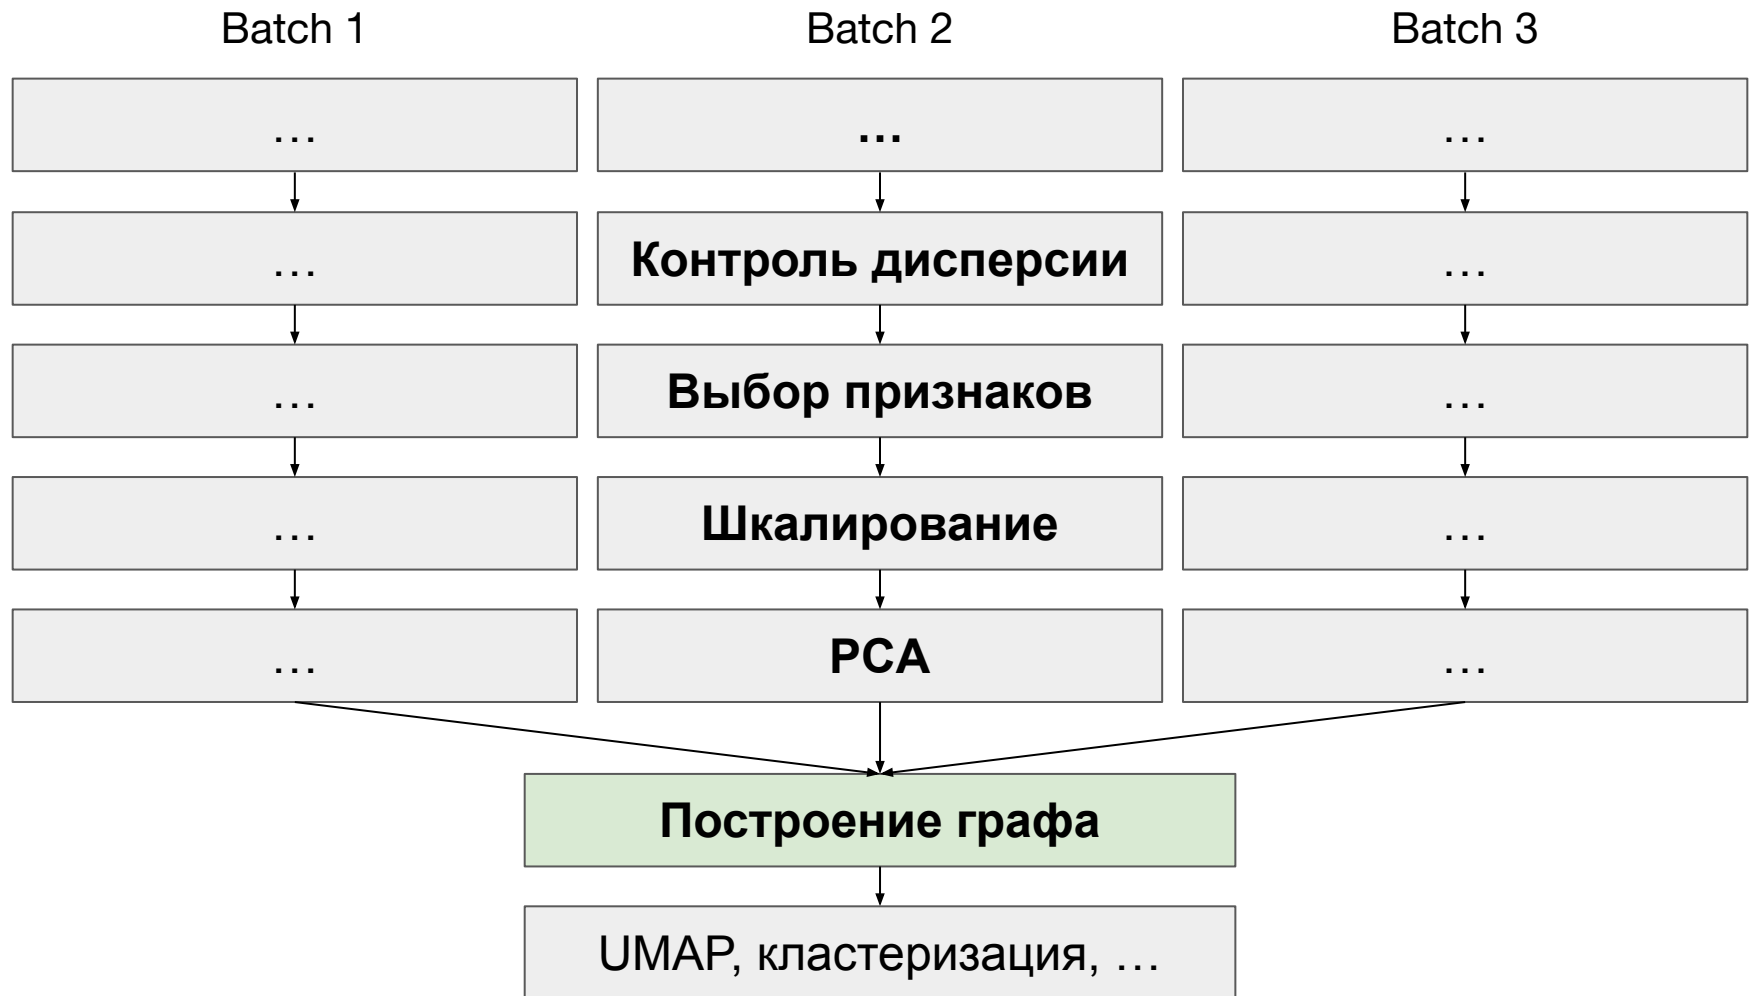 Batch 1
Batch 2
Batch 3
…
…
…
…
Контроль дисперсии
…
…
Выбор признаков
…
…
Шкалирование
…
…
PCA
…
Построение графа
UMAP, кластеризация, …